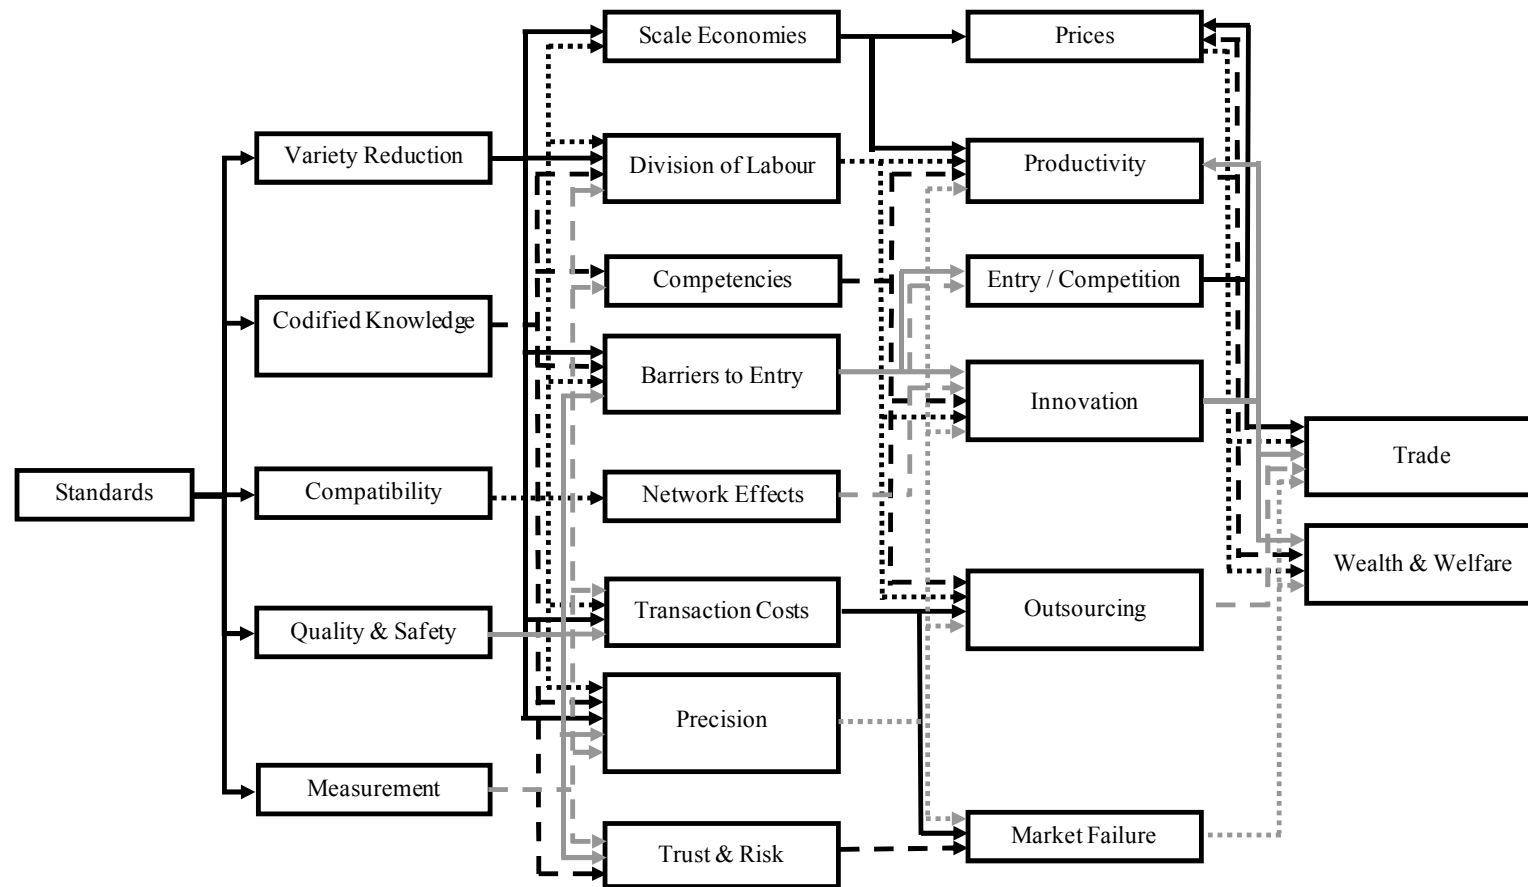 Standards
Variety Reduction
Codified Knowledge
Compatibility
Quality & Safety
Measurement
Scale Economies
Division of Labour
Competencies
Barriers to Entry
Network Effects
Transaction Costs
Precision
Trust & Risk
Prices
Productivity
Entry / Competition
Innovation
Outsourcing
Market Failure
Trade
Wealth & Welfare